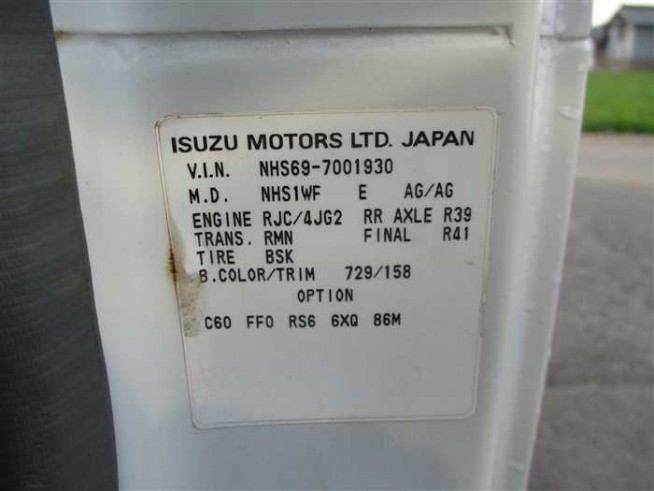 ISUZU MOTORS LTD. JAPAN
V.I.N. NHS69-7001930
M.D. NHS1WF E AG/AG
ENGINE RJC/4JG2 RR AXLE R39
TRANS. RMN FINAL R41
TIRE BSK
B.COLOR/TRIM 729/158
OPTION
C60 FF0 RS6 6XQ 86M